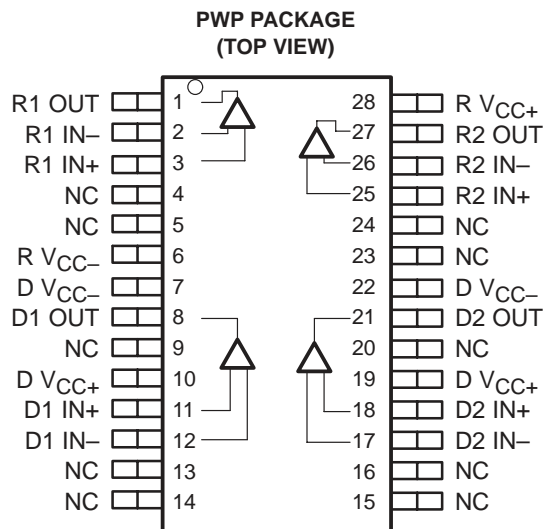 PWP PACKAGE
(TOP VIEW)
R1 OUT 1 28 R VCC+
R1 IN– 2 27 R2 OUT
R1 IN+ 3 26 R2 IN–
NC 4 25 R2 IN+
NC 5 24 NC
R VCC– 6 23 NC
D VCC– 7 22 D VCC–
D1 OUT 8 21 D2 OUT
NC 9 20 NC
D VCC+ 10 19 D VCC+
D1 IN+ 11 18 D2 IN+
D1 IN– 12 17 D2 IN–
NC 13 16 NC
NC 14 15 NC